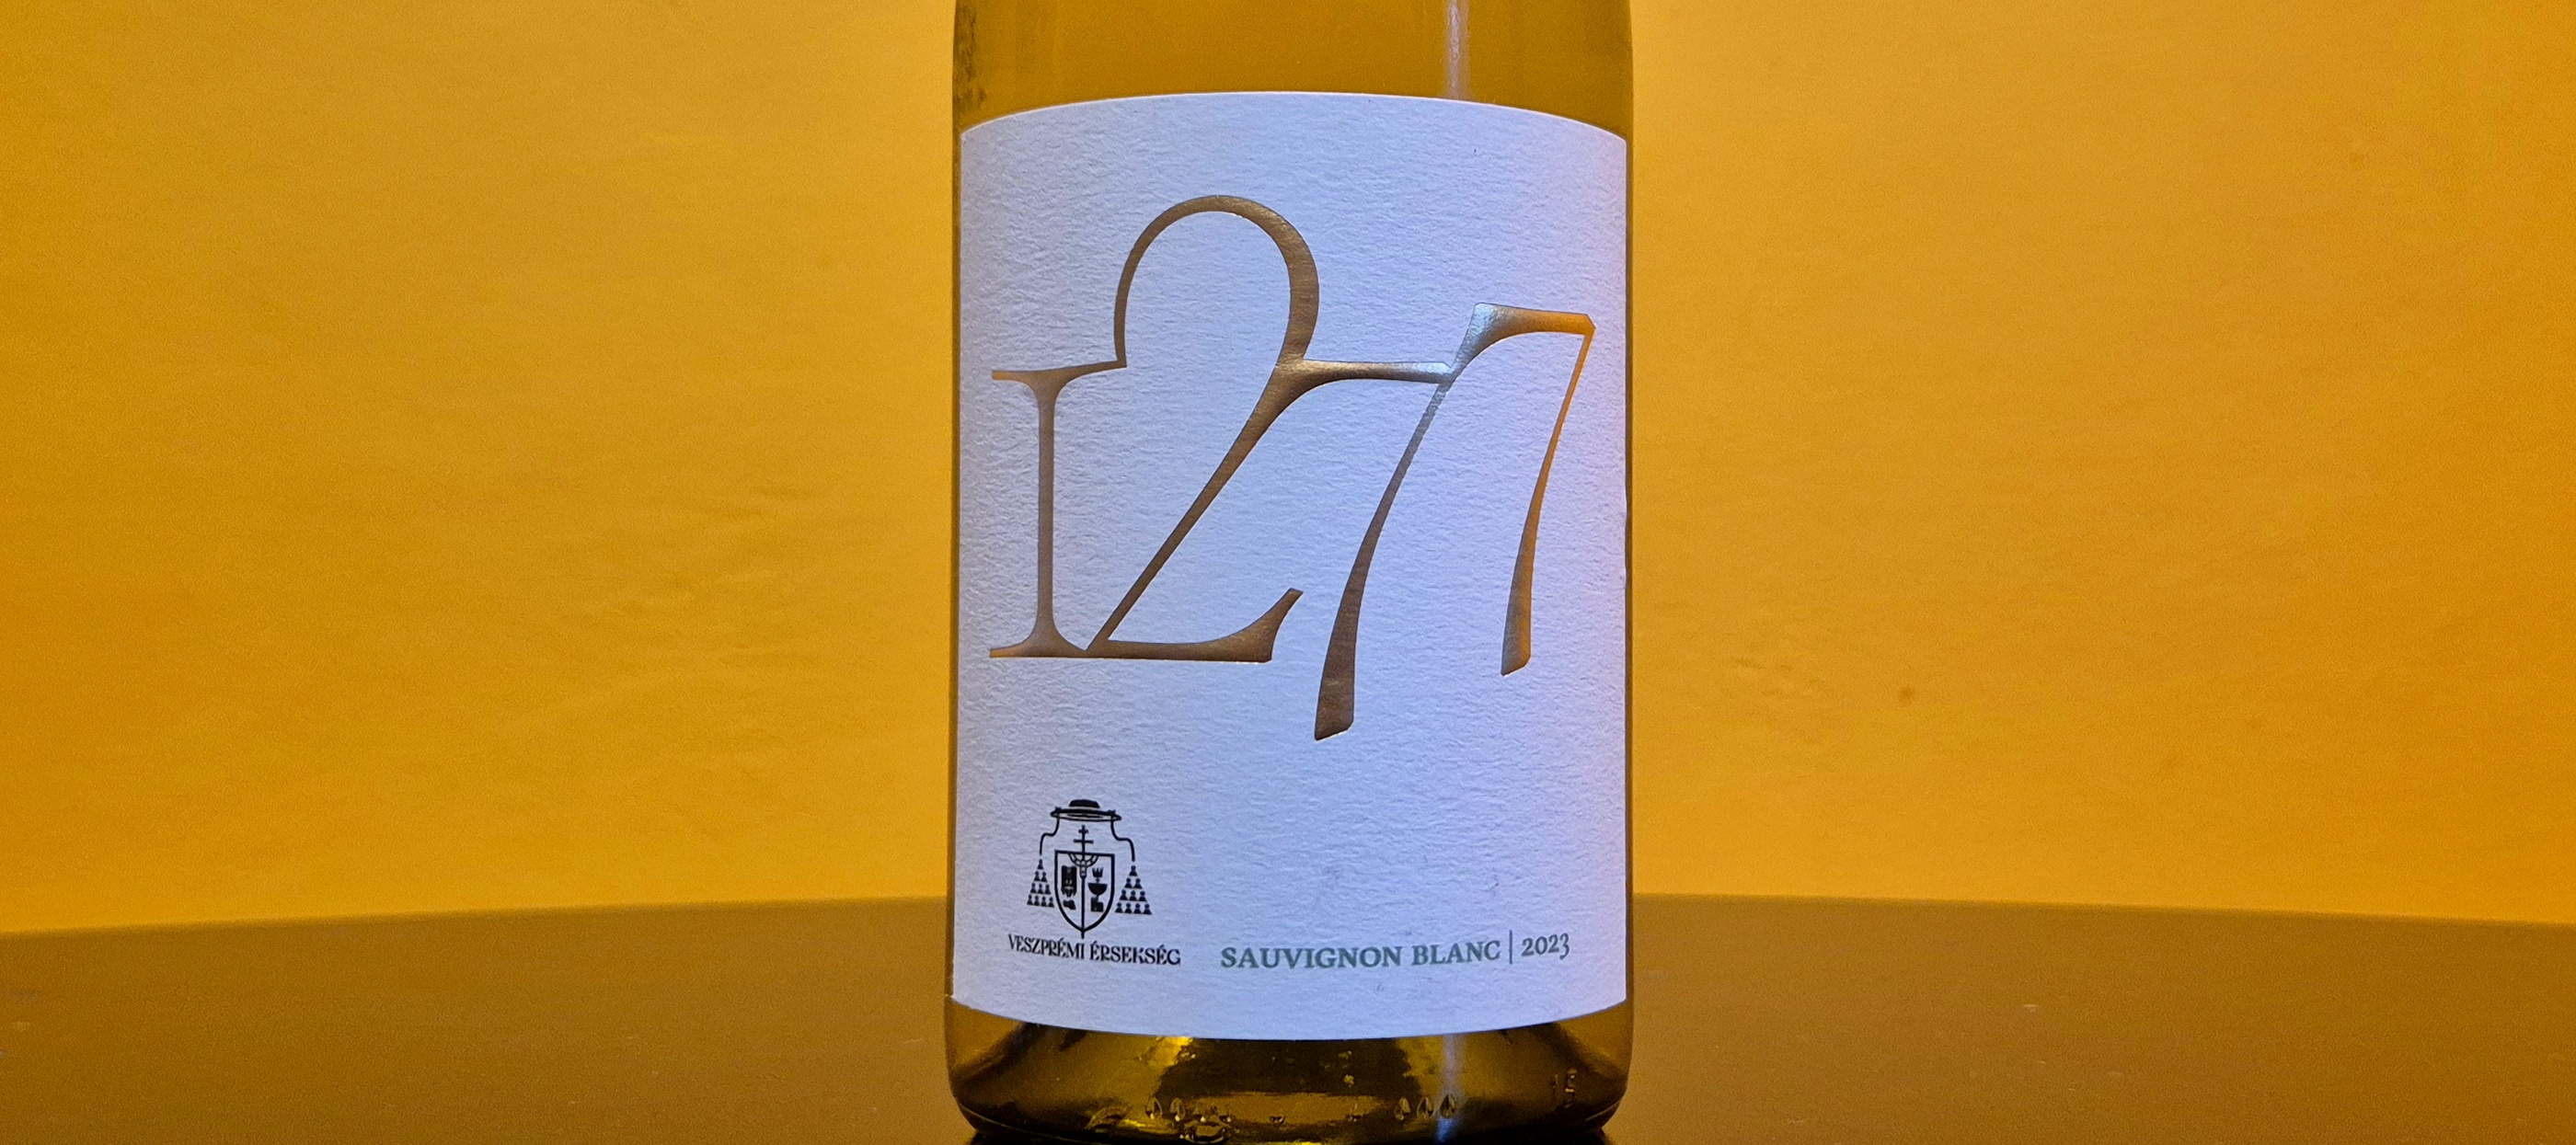 1277
VESZPRÉMI ÉRSEKSÉG
SAUVIGNON BLANC | 2023